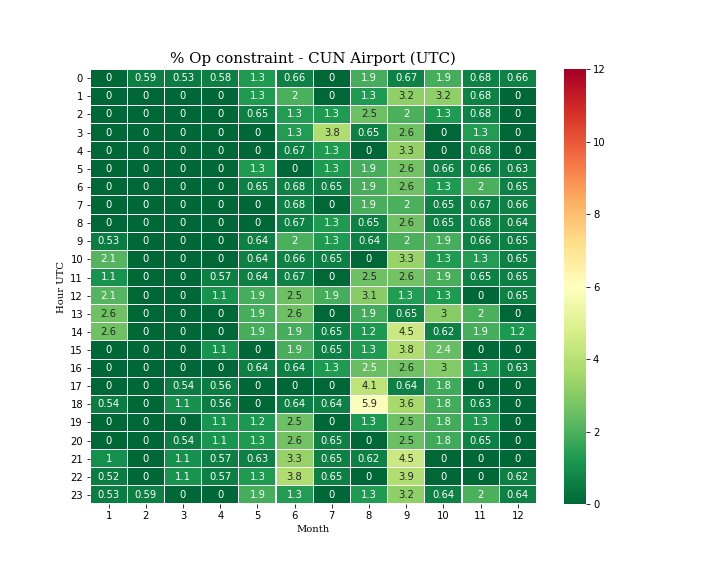 % Op constraint - CUN Airport (UTC)
0 0 0.59 0.53 0.58 1.3 0.66 0 1.9 0.67 1.9 0.68 0.66
1 0 0 0 0 1.3 2 0 1.3 3.2 3.2 0.68 0
2 0 0 0 0 0.65 1.3 1.3 2.5 2 1.3 0.68 0
3 0 0 0 0 0 1.3 3.8 0.65 2.6 0 1.3 0
4 0 0 0 0 0 0.67 1.3 0 3.3 0 0.68 0
5 0 0 0 0 1.3 0 1.3 1.9 2.6 0.66 0.66 0.63
6 0 0 0 0 0.65 0.68 0.65 1.9 2.6 1.3 2 0.65
7 0 0 0 0 0 0.68 0 1.9 2 0.65 0.67 0.66
8 0 0 0 0 0 0.67 1.3 0.65 2.6 0.65 0.68 0.64
9 0.53 0 0 0 0.64 2 1.3 0.64 2 1.9 0.66 0.65
10 2.1 0 0 0 0.64 0.66 0.65 0 3.3 1.3 1.3 0.65
11 1.1 0 0 0.57 0.64 0.67 0 2.5 2.6 1.9 0.65 0.65
12 2.1 0 0 1.1 1.9 2.5 1.9 3.1 1.3 1.3 0 0.65
13 2.6 0 0 0 1.9 2.6 0 1.9 0.65 3 2 0
14 2.6 0 0 0 1.9 1.9 0.65 1.2 4.5 0.62 1.9 1.2
15 0 0 0 1.1 0 1.9 0.65 1.3 3.8 2.4 0 0
16 0 0 0 0 0.64 0.64 1.3 2.5 2.6 3 1.3 0.63
17 0 0 0.54 0.56 0 0 0 4.1 0.64 1.8 0 0
18 0.54 0 1.1 0.56 0 0.64 0.64 5.9 3.6 1.8 0.63 0
19 0 0 0 1.1 1.2 2.5 0 1.3 2.5 1.8 1.3 0
20 0 0 0.54 1.1 1.3 2.6 0.65 0 2.5 1.8 0.65 0
21 1 0 1.1 0.57 0.63 3.3 0.65 0.62 4.5 0 0 0
22 0.52 0 1.1 0.57 1.3 3.8 0.65 0 3.9 0 0 0.62
23 0.53 0.59 0 0 1.9 1.3 0 1.3 3.2 0.64 2 0.64
1 2 3 4 5 6 7 8 9 10 11 12
Month
Hour UTC
12
10
8
6
4
2
0